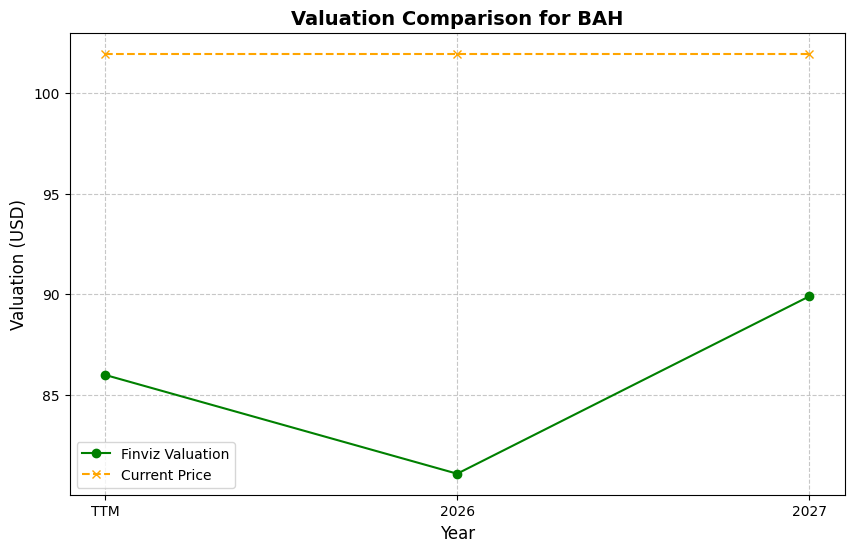 Valuation Comparison for BAH
Valuation (USD)
100
95
90
85
Finviz Valuation
Current Price
TTM
2026
2027
Year